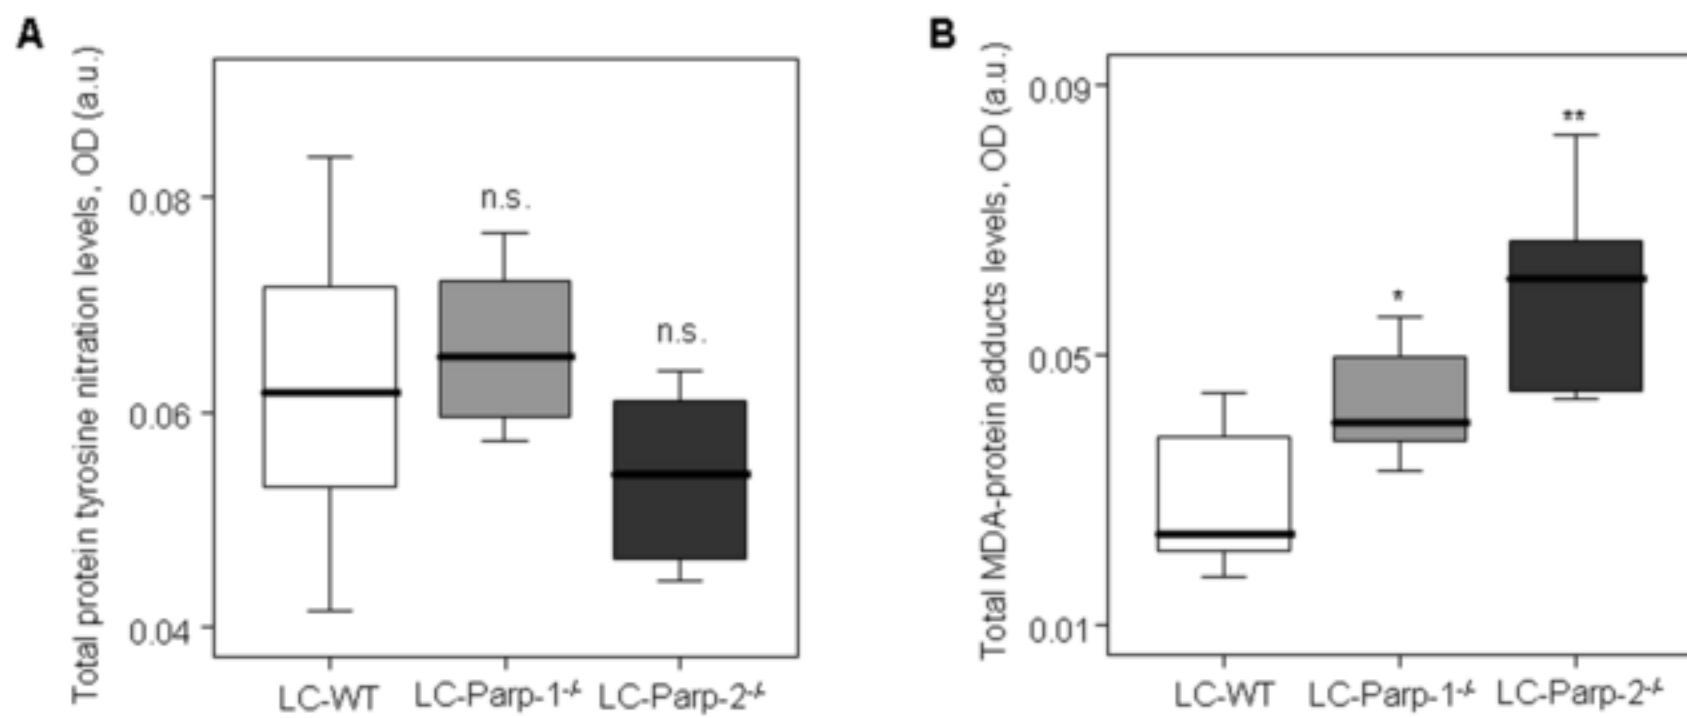 A
Total protein tyrosine nitration levels, OD (a.u.)
0.08
0.06
0.04
n.s.
n.s.
LC-WT
LC-Parp-1-/-
LC-Parp-2-/-
B
Total MDA-protein adducts levels, OD (a.u.)
0.09
0.05
0.01
*
**
LC-WT
LC-Parp-1-/-
LC-Parp-2-/-